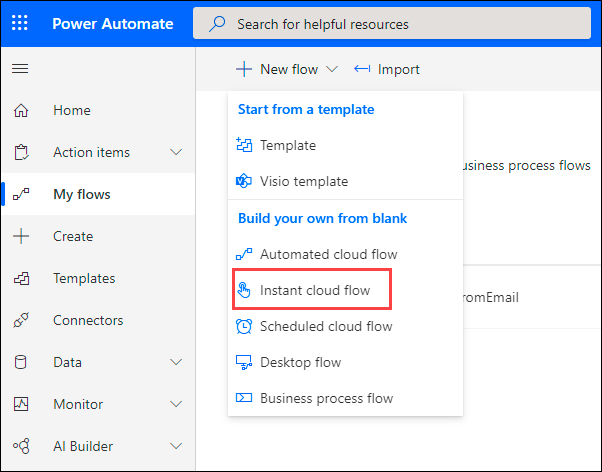 Power Automate
Search for helpful resources
New flow
Import
Home
Action items
My flows
Create
Templates
Connectors
Data
Monitor
AI Builder
Start from a template
Template
Visio template
Build your own from blank
Automated cloud flow
Instant cloud flow
Scheduled cloud flow
Desktop flow
Business process flow
usiness process flows
romEmail